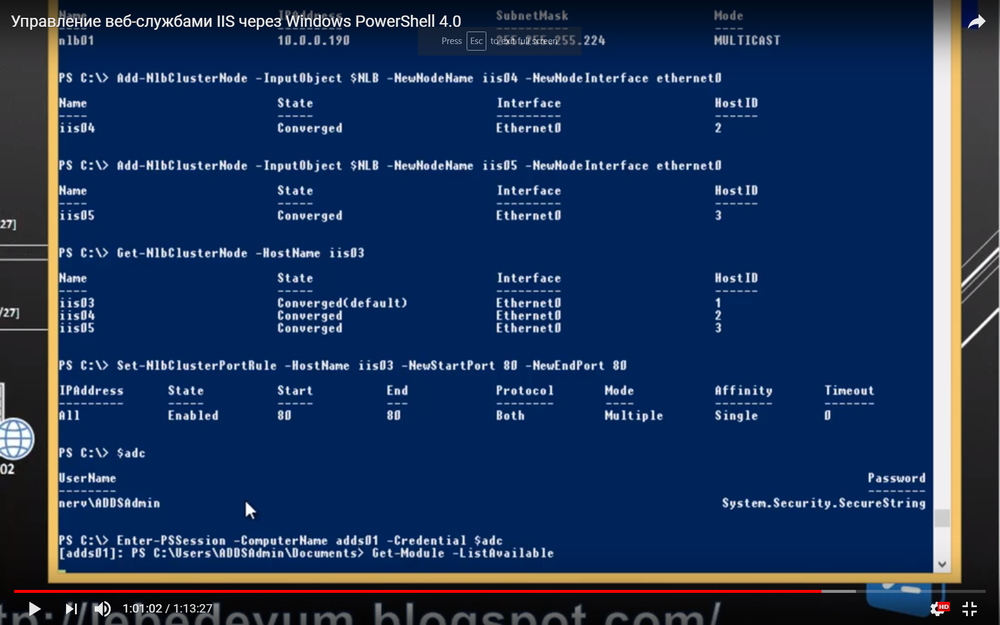 Name IPAddress SubnetMask Mode
Управление веб-службами IIS через Windows PowerShell 4.0
---- --------- ---------- ----
nlb01 10.0.0.190 255.255.255.224 MULTICAST
Press Esc to exit full screen
PS C:\> Add-NlbClusterNode -InputObject $NLB -NewNodeName iis04 -NewNodeInterface ethernet0
Name State Interface HostID
---- ----- --------- ------
iis04 Converged Ethernet0 2
PS C:\> Add-NlbClusterNode -InputObject $NLB -NewNodeName iis05 -NewNodeInterface ethernet0
Name State Interface HostID
---- ----- --------- ------
iis05 Converged Ethernet0 3
27]
PS C:\> Get-NlbClusterNode -HostName iis03
Name State Interface HostID
---- ----- --------- ------
iis03 Converged(default) Ethernet0 1
iis04 Converged Ethernet0 2
iis05 Converged Ethernet0 3
/27]
PS C:\> Set-NlbClusterPortRule -HostName iis03 -NewStartPort 80 -NewEndPort 80
IPAddress State Start End Protocol Mode Affinity Timeout
--------- ----- ----- --- -------- ---- -------- -------
All Enabled 80 80 Both Multiple Single 0
PS C:\> $adc
02
UserName Password
-------- --------
nerv\ADDSAdmin System.Security.SecureString
PS C:\> Enter-PSSession -ComputerName adds01 -Credential $adc
[adds01]: PS C:\Users\ADDSAdmin\Documents> Get-Module -ListAvailable
1:01:02 / 1:13:27
HD
tp://lebedevum.blogspot.com/